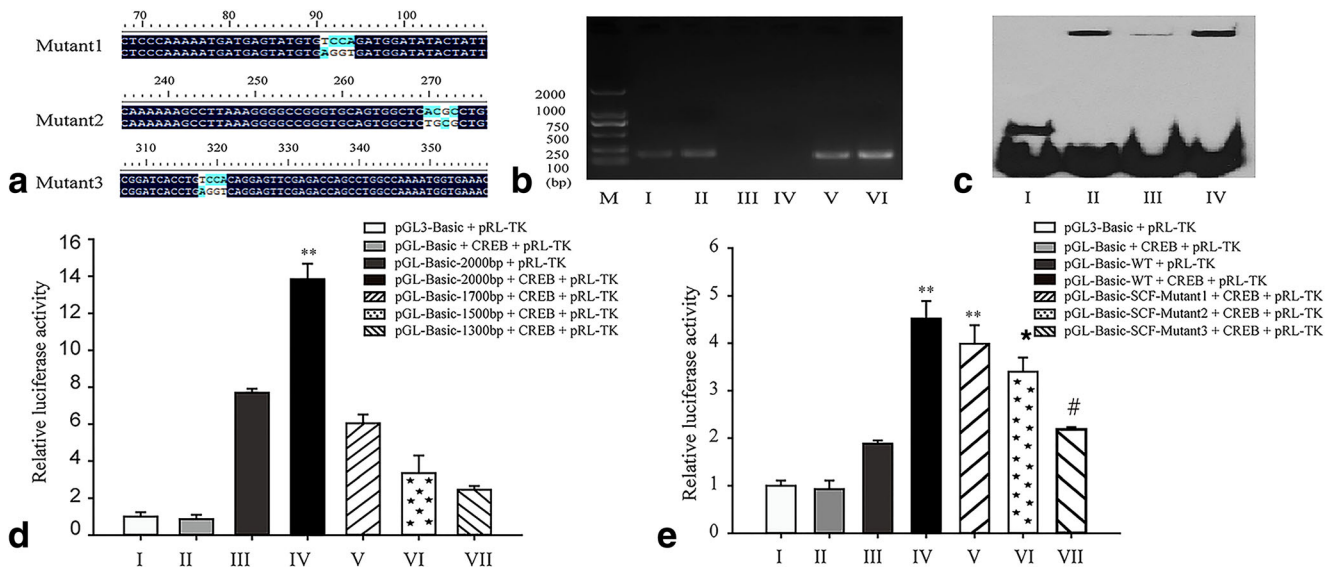 70 80 90 100
Mutant1
CTCCCAAAAATGATGAGTATGTGTCCAGATGGATATACTATT
CTCCCAAAAATGATGAGTATGTGAGGTGATGGATATACTATT
240 250 260 270
Mutant2
CAAAAAAGCCTTAAAGGGGCCGGGTGCAGTGGCTCACGCCTG
CAAAAAAGCCTTAAAGGGGCCGGGTGCAGTGGCTCTGCGCTG
310 320 330 340 350
Mutant3
CGGATCACCTGTCCACAGGAGTTCGAGACCAGCCTGGCCAAAATGGTGAAAC
CGGATCACCTGAGGTCAGGAGTTCGAGACCAGCCTGGCCAAAATGGTGAAAC
a
2000
1000
750
500
250
100
(bp)
M I II III IV V VI
b
I II III IV
c
pGL3-Basic + pRL-TK
pGL-Basic + CREB + pRL-TK
pGL-Basic-2000bp + pRL-TK
pGL-Basic-2000bp + CREB + pRL-TK
pGL-Basic-1700bp + CREB + pRL-TK
pGL-Basic-1500bp + CREB + pRL-TK
pGL-Basic-1300bp + CREB + pRL-TK
Relative luciferase activity
16
14
12
10
8
6
4
2
0
**
I II III IV V VI VII
d
pGL3-Basic + pRL-TK
pGL-Basic + CREB + pRL-TK
pGL-Basic-WT + pRL-TK
pGL-Basic-WT + CREB + pRL-TK
pGL-Basic-SCF-Mutant1 + CREB + pRL-TK
pGL-Basic-SCF-Mutant2 + CREB + pRL-TK
pGL-Basic-SCF-Mutant3 + CREB + pRL-TK
Relative luciferase activity
6
5
4
3
2
1
0
** ** * #
I II III IV V VI VII
e